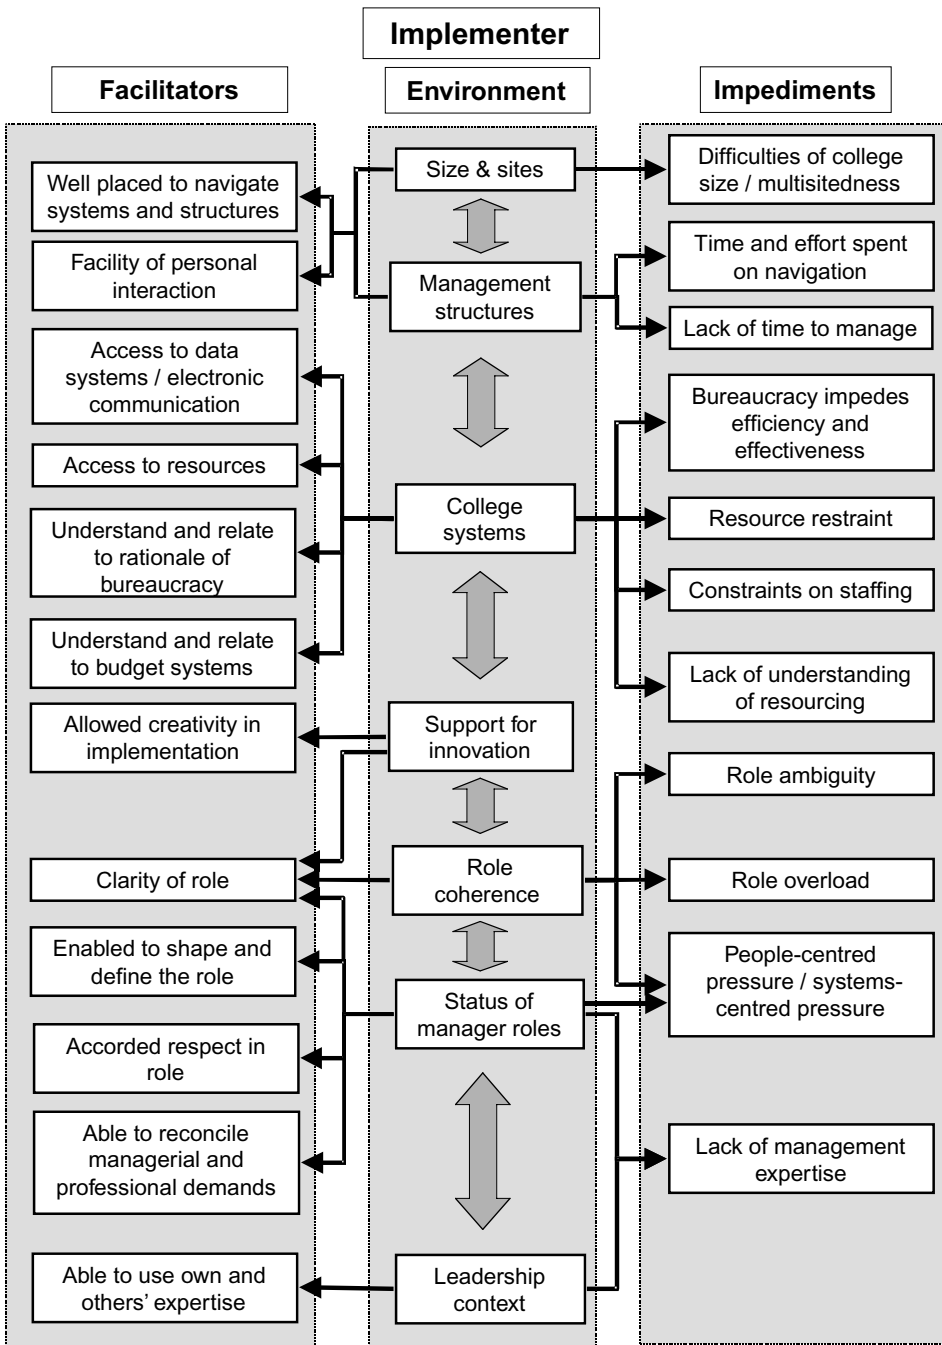 Implementer
Facilitators
Environment
Impediments
Well placed to navigate
systems and structures
Facility of personal
interaction
Access to data
systems / electronic
communication
Access to resources
Understand and relate
to rationale of
bureaucracy
Understand and relate
to budget systems
Allowed creativity in
implementation
Clarity of role
Enabled to shape and
define the role
Accorded respect in
role
Able to reconcile
managerial and
professional demands
Able to use own and
others’ expertise
Size & sites
Management
structures
College
systems
Support for
innovation
Role
coherence
Status of
manager roles
Leadership
context
Difficulties of college
size / multisitedness
Time and effort spent
on navigation
Lack of time to manage
Bureaucracy impedes
efficiency and
effectiveness
Resource restraint
Constraints on staffing
Lack of understanding
of resourcing
Role ambiguity
Role overload
People-centred
pressure / systems-
centred pressure
Lack of management
expertise